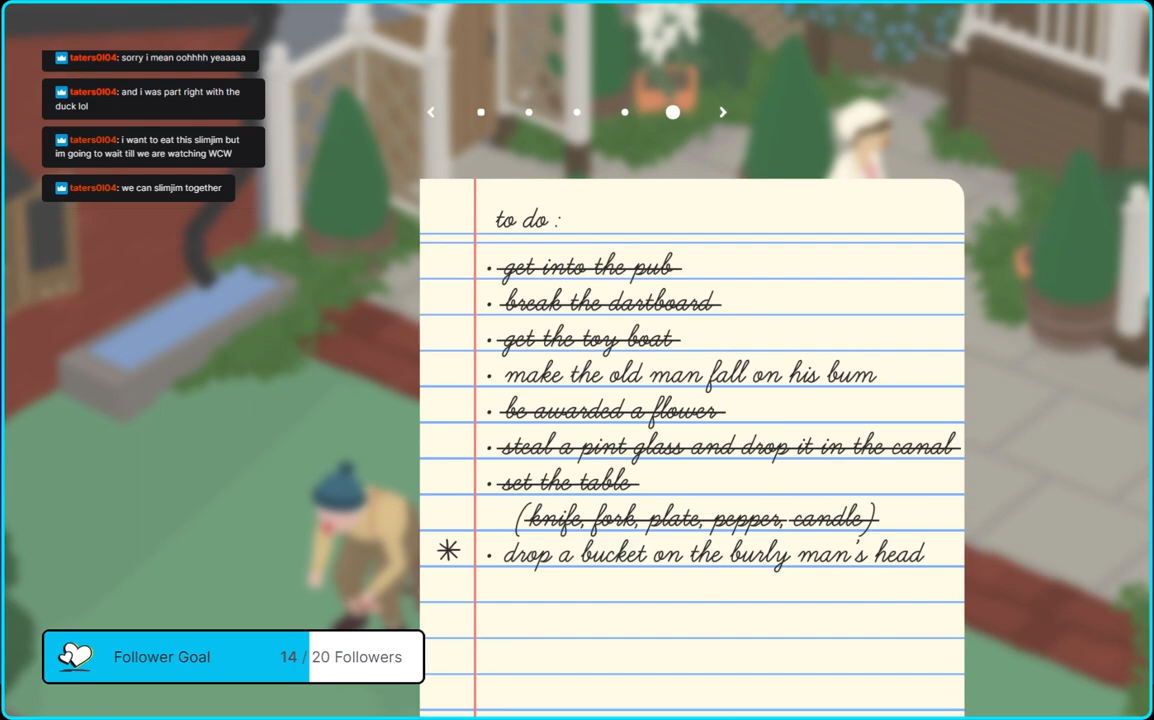 taters0l04: sorry i mean oohhhh yeaaaaa
taters0l04: and i was part right with the
duck lol
taters0l04: i want to eat this slimjim but
im going to wait till we are watching WCW
taters0l04: we can slimjim together
to do :
• get into the pub
• break the dartboard
• get the toy boat
• make the old man fall on his bum
• be awarded a flower
• steal a pint glass and drop it in the canal
• set the table
(knife, fork, plate, pepper, candle)
• drop a bucket on the burly man's head
Follower Goal 14 / 20 Followers